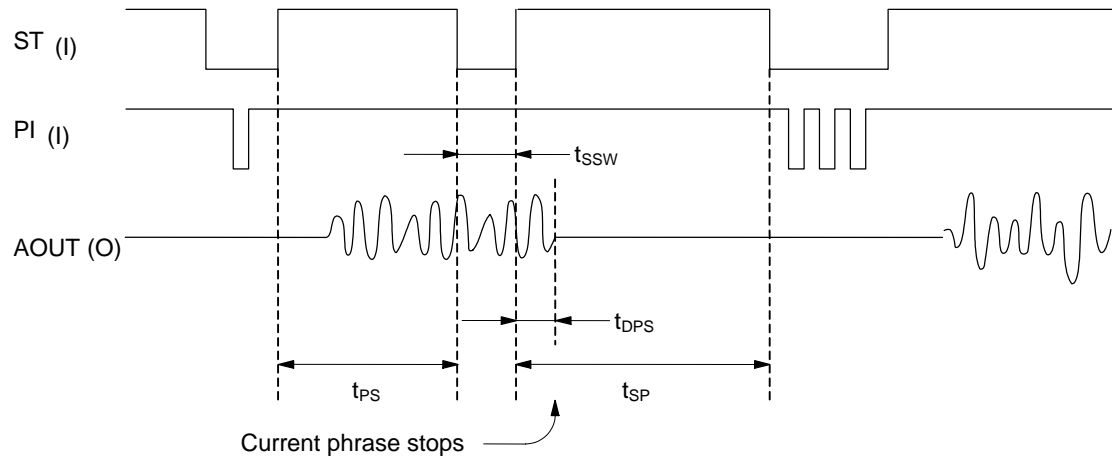 ST (I)
PI (I)
tSSW
AOUT (O)
tDPS
tPS
tSP
Current phrase stops